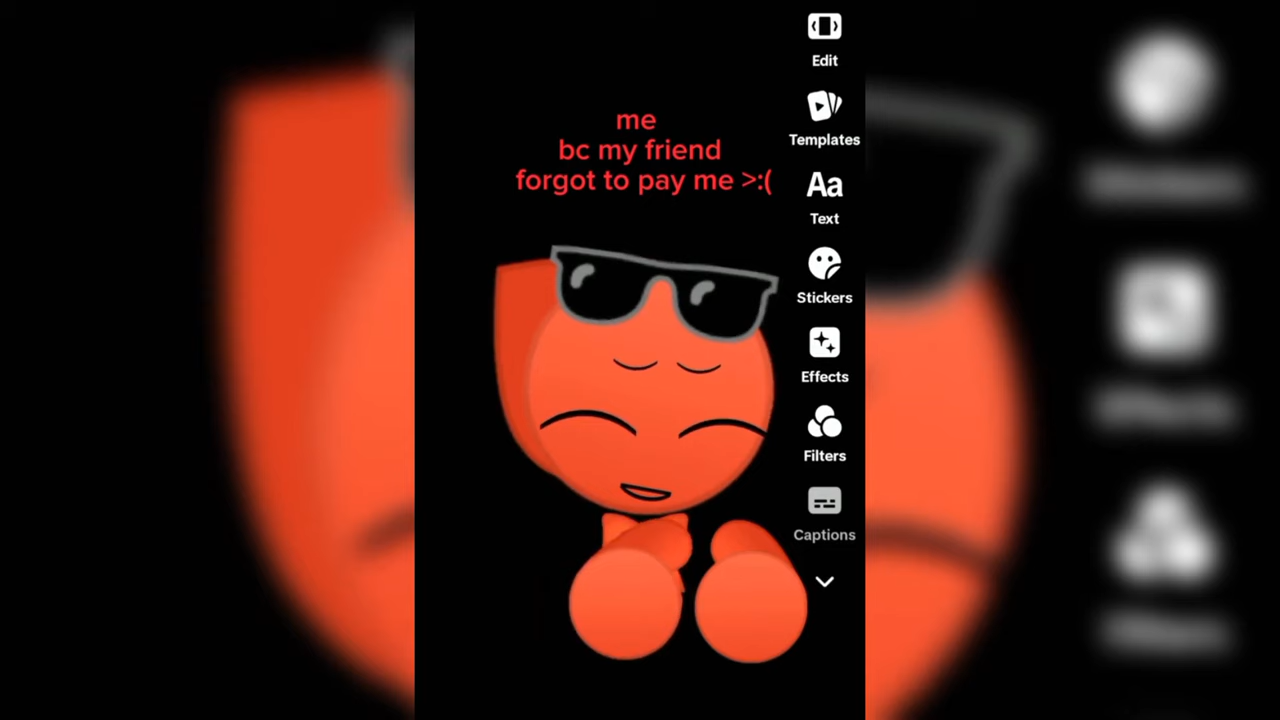 me
bc my friend
forgot to pay me >:(
Edit
Templates
Aa
Text
Stickers
Effects
Filters
Captions